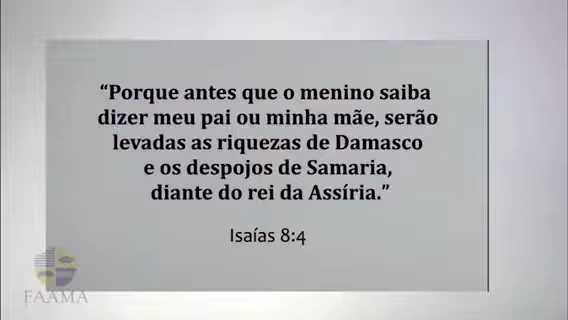 “Porque antes que o menino saiba
dizer meu pai ou minha mãe, serão
levadas as riquezas de Damasco
e os despojos de Samaria,
diante do rei da Assíria.”
Isaías 8:4
FAAMA